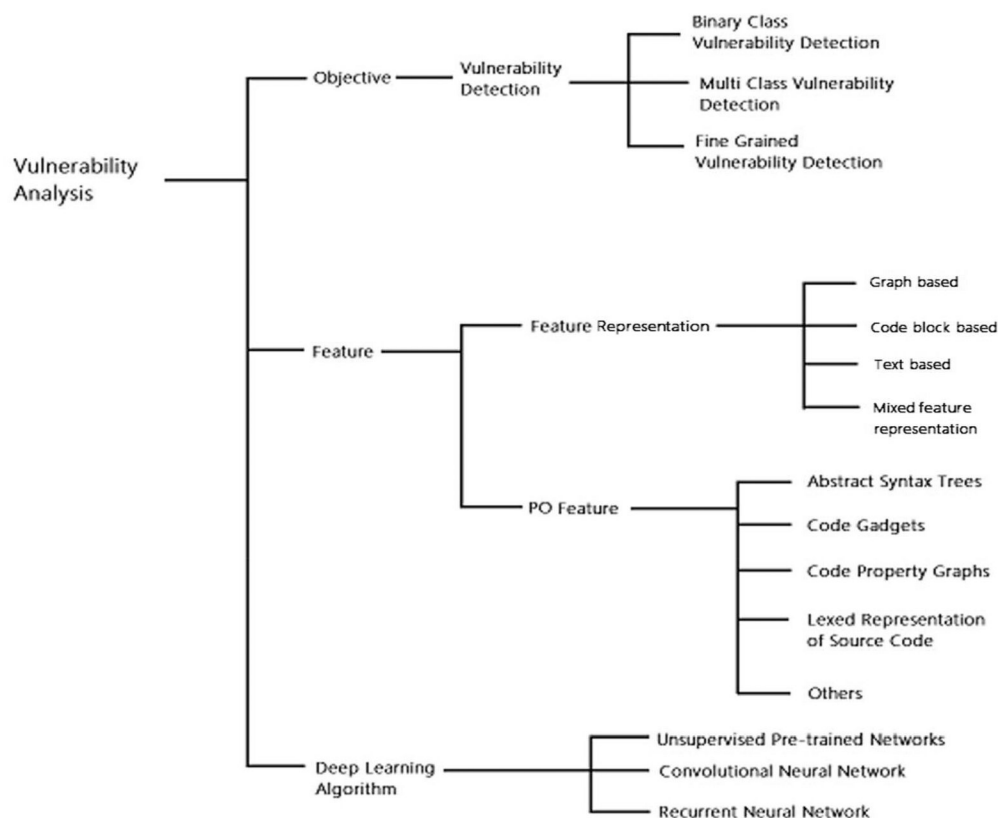 Binary Class
Vulnerability Detection
Objective
Vulnerability
Detection
Multi Class Vulnerability
Detection
Fine Grained
Vulnerability Detection
Vulnerability
Analysis
Graph based
Feature Representation
Code block based
Feature
Text based
Mixed feature
representation
Abstract Syntax Trees
PO Feature
Code Gadgets
Code Property Graphs
Lexed Representation
of Source Code
Others
Unsupervised Pre-trained Networks
Deep Learning
Algorithm
Convolutional Neural Network
Recurrent Neural Network